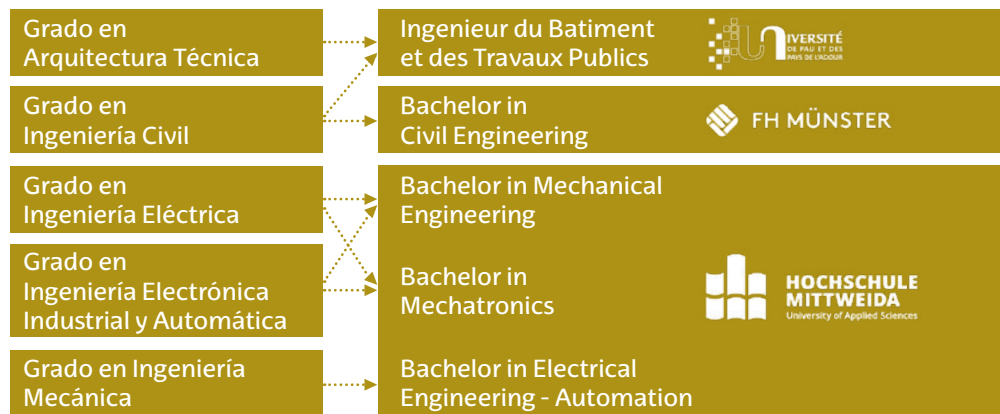 Grado en
Arquitectura Técnica
Ingenieur du Batiment
et des Travaux Publics
UNIVERSITÉ
DE PAU ET DES
PAYS DE L'ADOUR
Grado en
Ingeniería Civil
Bachelor in
Civil Engineering
FH MÜNSTER
Grado en
Ingeniería Eléctrica
Bachelor in Mechanical
Engineering
Grado en
Ingeniería Electrónica
Industrial y Automática
Bachelor in
Mechatronics
HOCHSCHULE
MITTWEIDA
University of Applied Sciences
Grado en Ingeniería
Mecánica
Bachelor in Electrical
Engineering - Automation